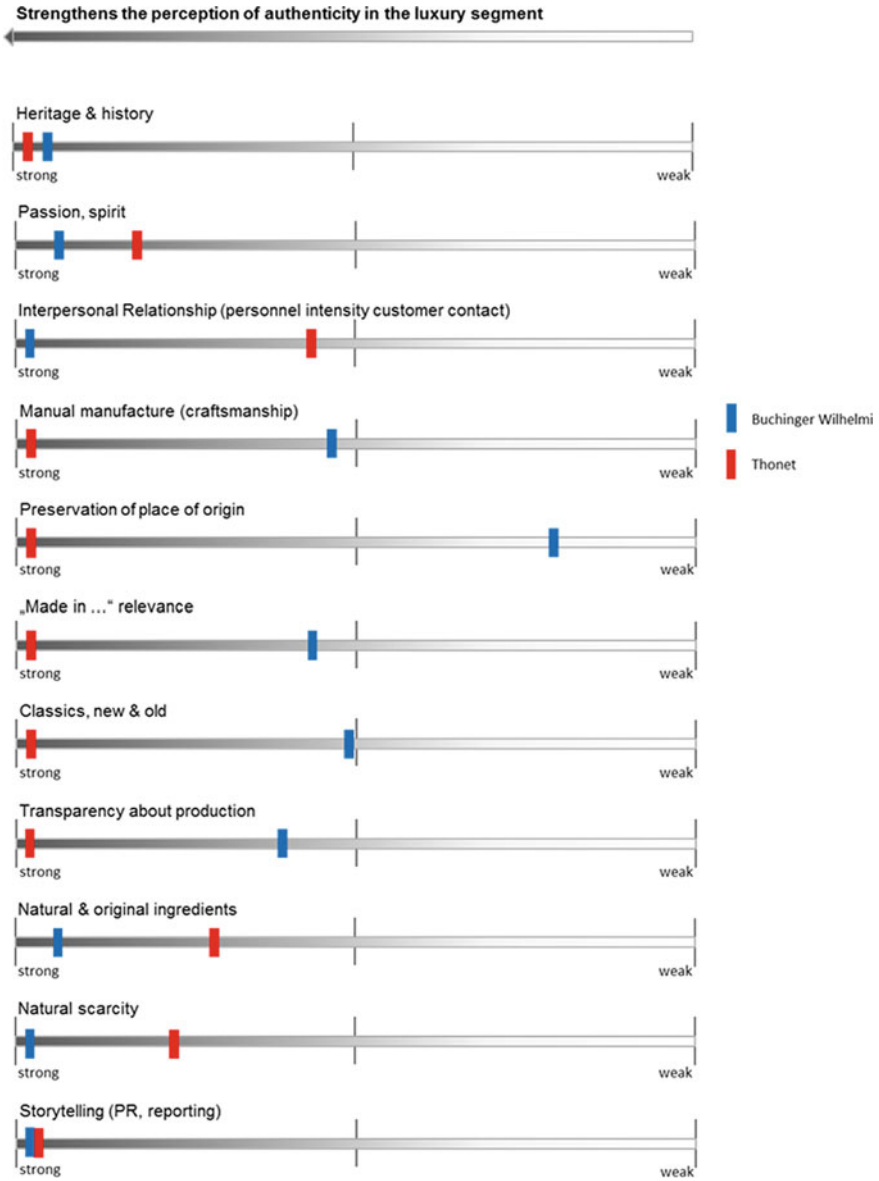 Strengthens the perception of authenticity in the luxury segment
Heritage & history
strong weak
Passion, spirit
strong weak
Interpersonal Relationship (personnel intensity customer contact)
strong weak
Manual manufacture (craftsmanship)
strong weak
Buchinger Wilhelmi
Thonet
Preservation of place of origin
strong weak
„Made in ...“ relevance
strong weak
Classics, new & old
strong weak
Transparency about production
strong weak
Natural & original ingredients
strong weak
Natural scarcity
strong weak
Storytelling (PR, reporting)
strong weak